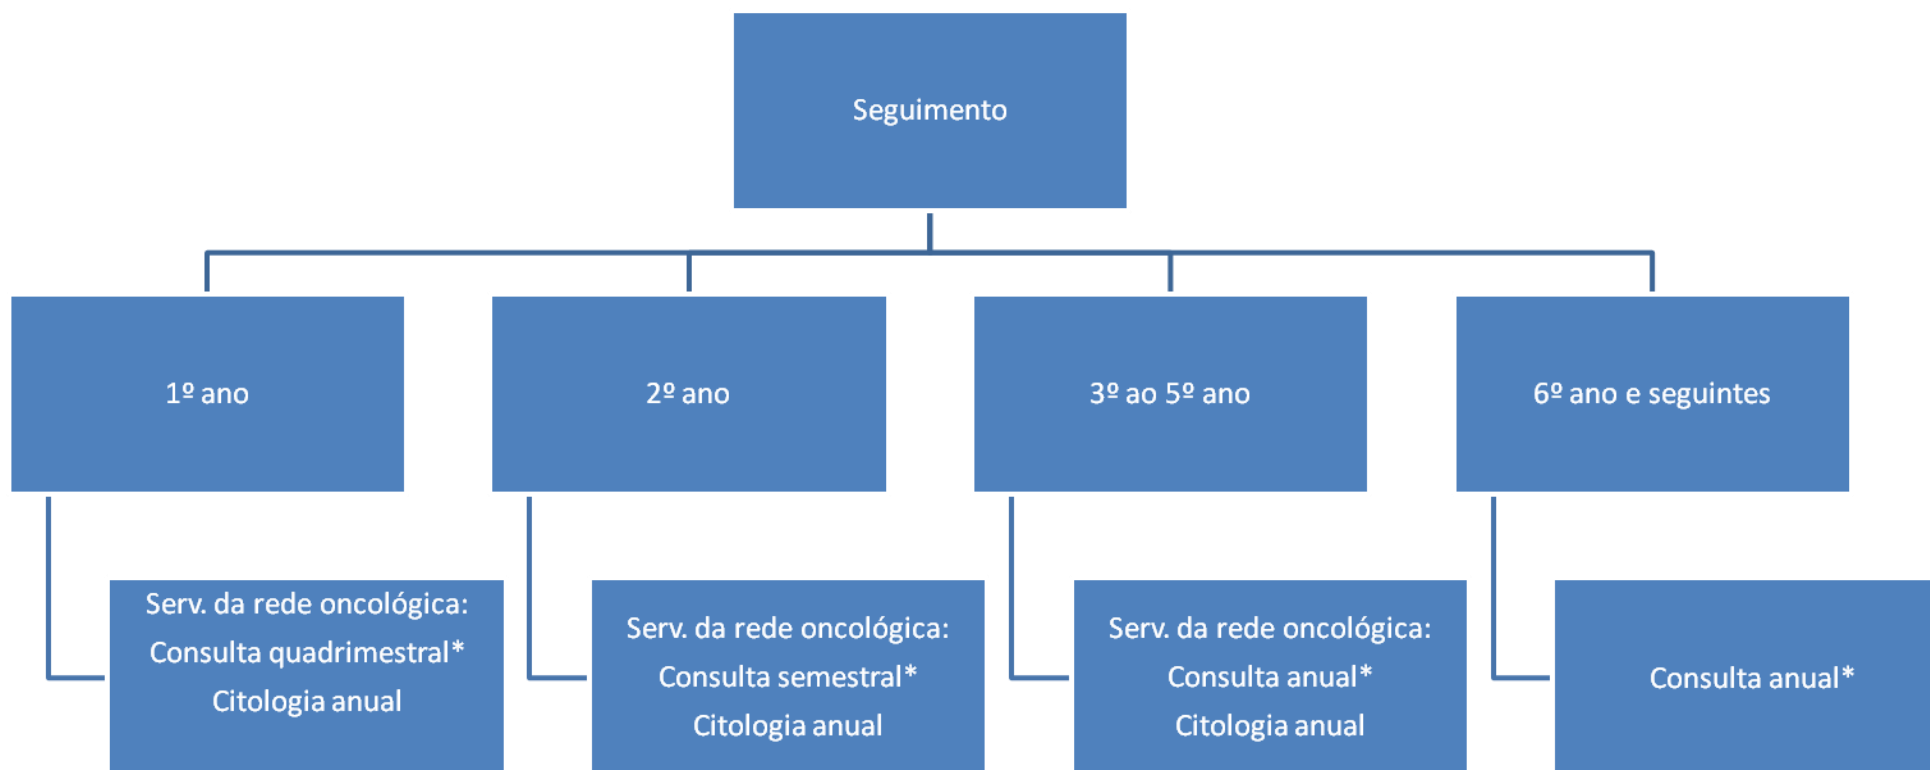 Seguimento
1º ano
2º ano
3º ao 5º ano
6º ano e seguintes
Serv. da rede oncológica:
Consulta quadrimestral*
Citologia anual
Serv. da rede oncológica:
Consulta semestral*
Citologia anual
Serv. da rede oncológica:
Consulta anual*
Citologia anual
Consulta anual*